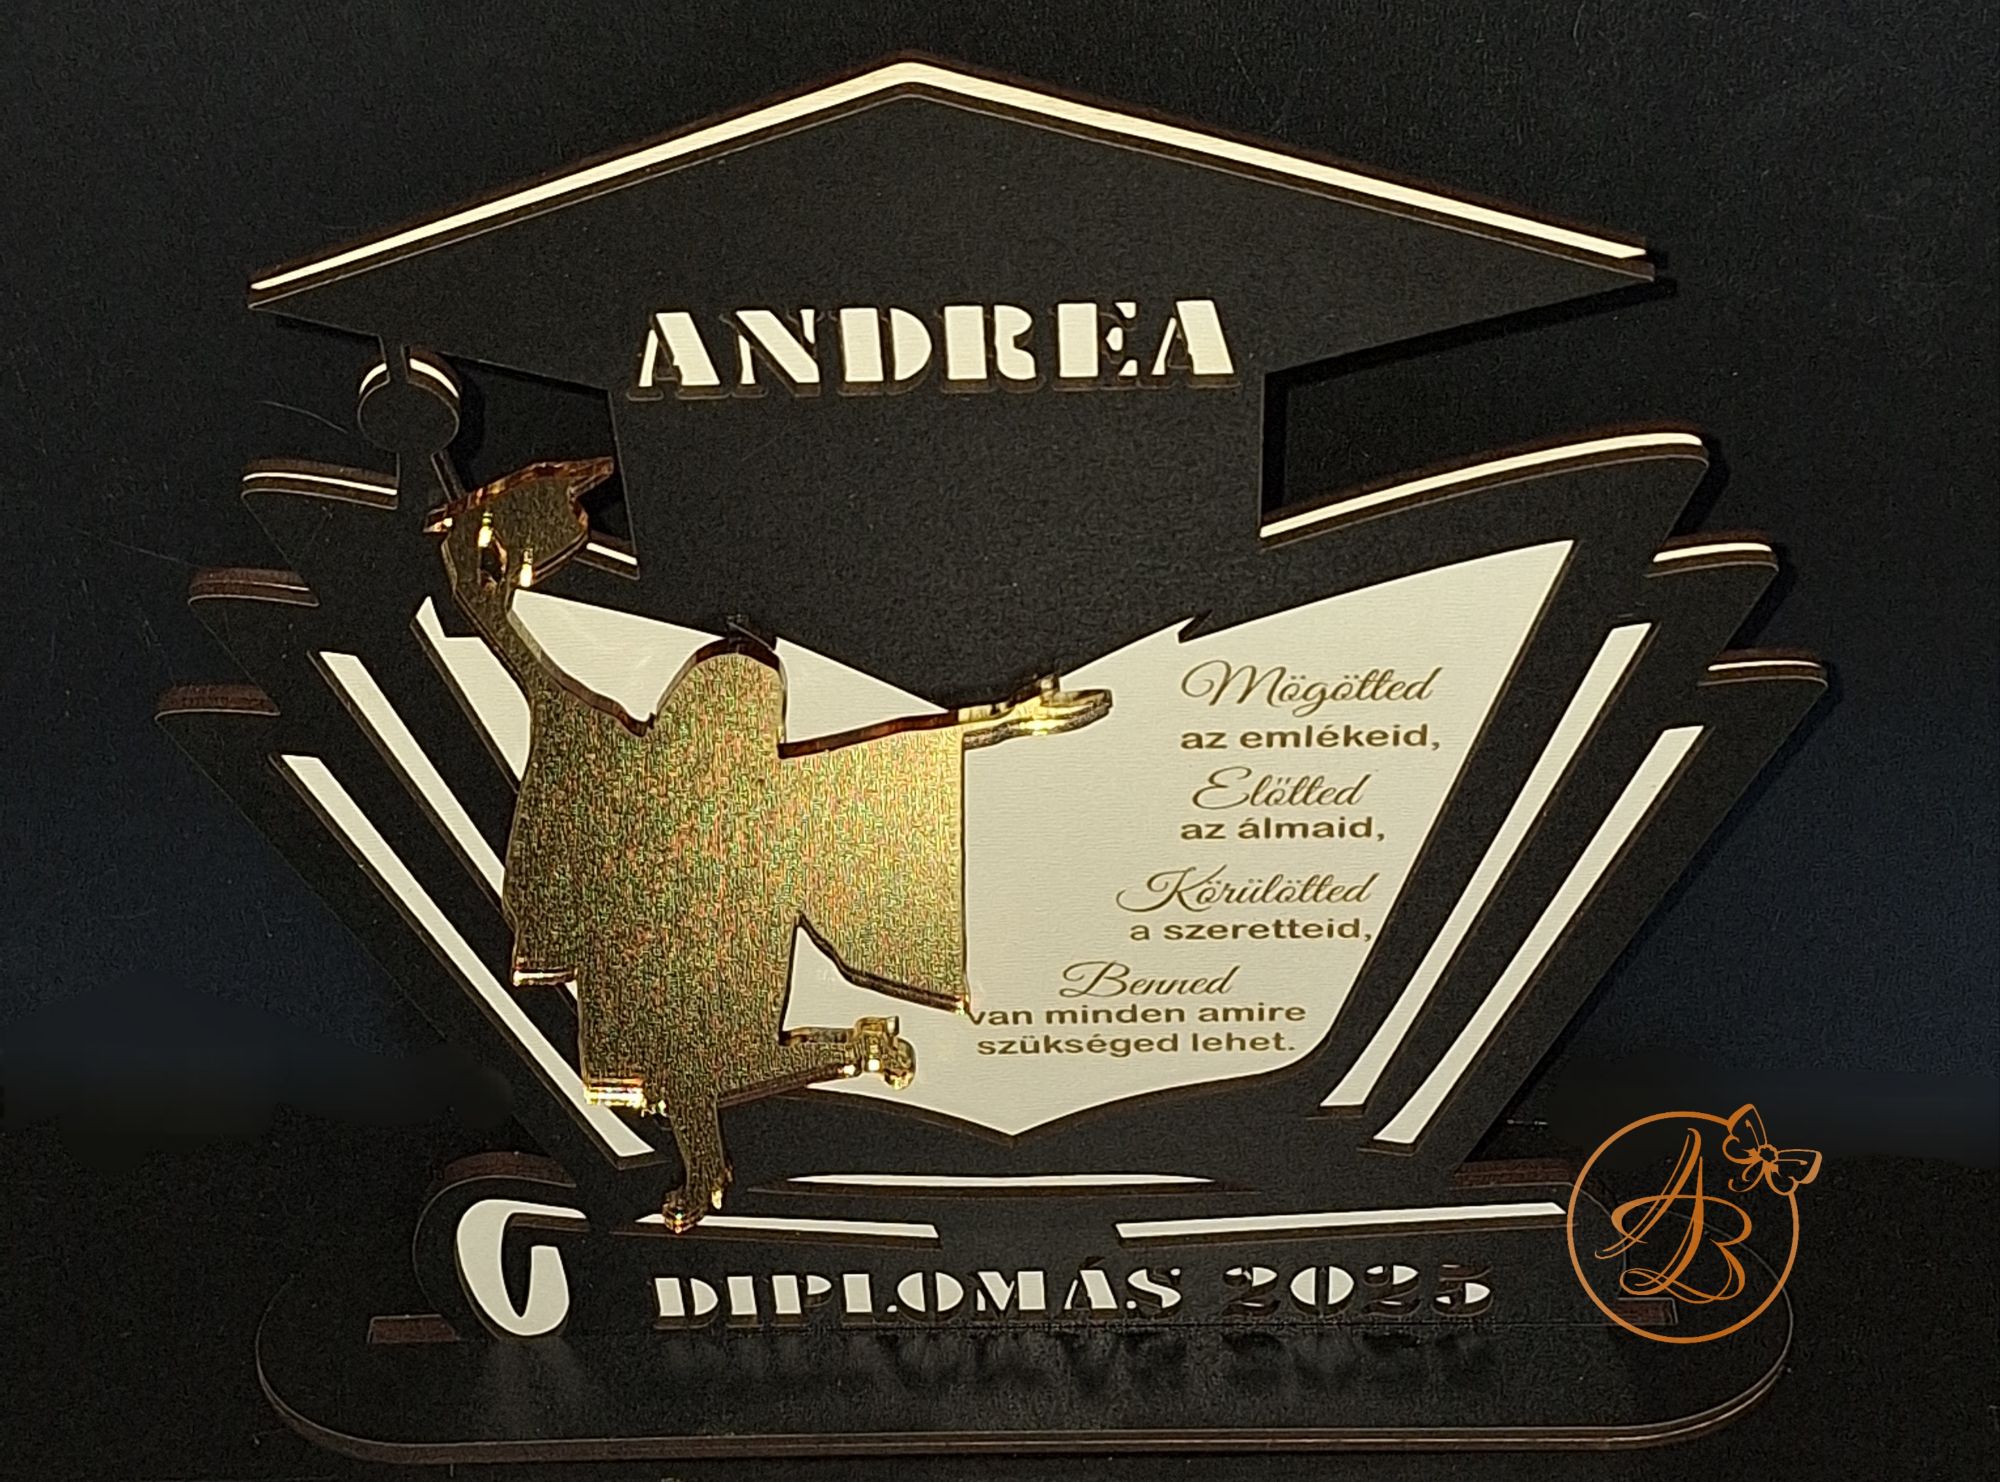 ANDREA
Mögötted
az emlékeid,
Előtted
az álmaid,
Körülötted
a szeretteid,
Benned
van minden amire
szükséged lehet.
DIPLOMÁS 2025
AB